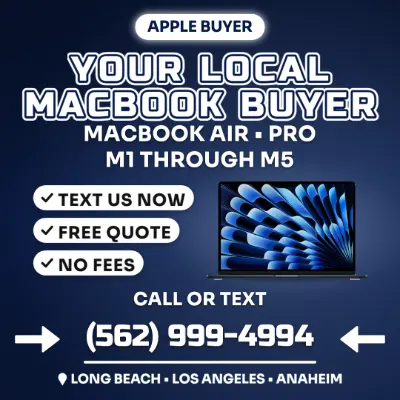 APPLE BUYER
YOUR LOCAL
MACBOOK BUYER
MACBOOK AIR • PRO
M1 THROUGH M5
✓ TEXT US NOW
✓ FREE QUOTE
✓ NO FEES
CALL OR TEXT
(562) 999-4994
LONG BEACH • LOS ANGELES • ANAHEIM